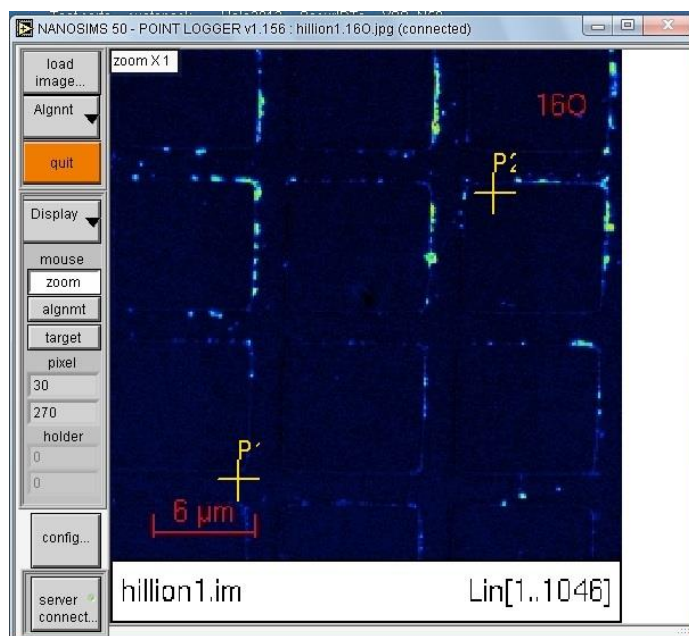 NANOSIMS 50 - POINT LOGGER v1.156 : hillion1.16O.jpg (connected)
load
image...
Algnnt
quit
Display
mouse
zoom
algnmt
target
pixel
30
270
holder
0
0
config...
server
connect...
zoom X 1
16O
P2
P1
6 µm
hillion1.im
Lin[1..1046]